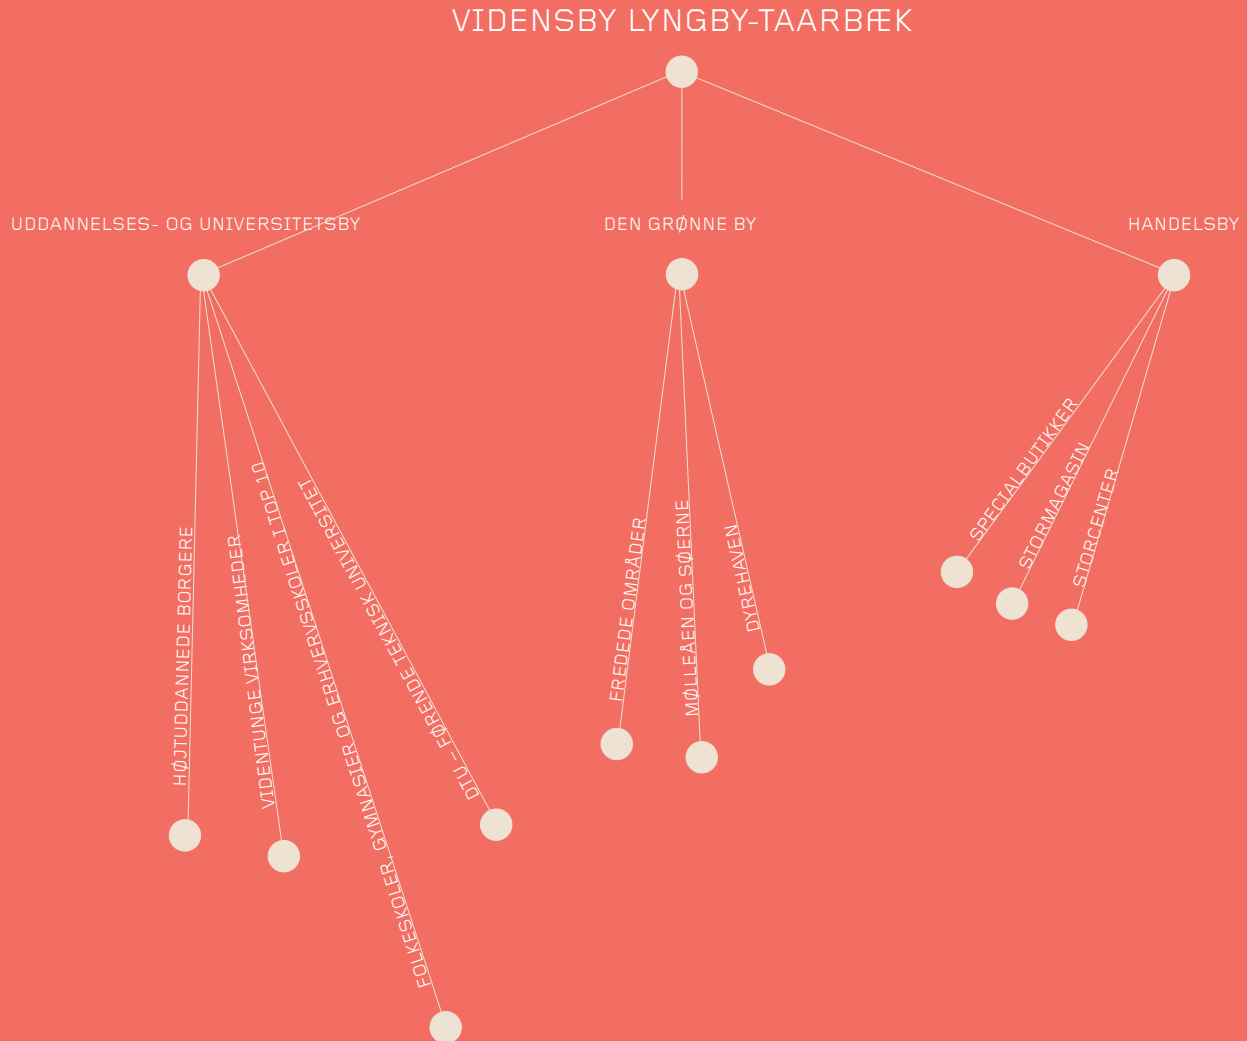 VIDENSBY LYNGBY-TAARBÆK
UDDANNELSES- OG UNIVERSITETSBY
DEN GRØNNE BY
HANDELSBY
HØJTUDDANNEDE BORGERE
VIDENTUNGE VIRKSOMHEDER
FOLKESKOLER, GYMNASIER OG ERHVERVSSKOLER I TOP 10
DTU – FØRENDE TEKNISK UNIVERSITET
FREDEDE OMRÅDER
MØLLEÅEN OG SØERNE
DYREHAVEN
SPECIALBUTIKKER
STORMAGASIN
STORCENTER